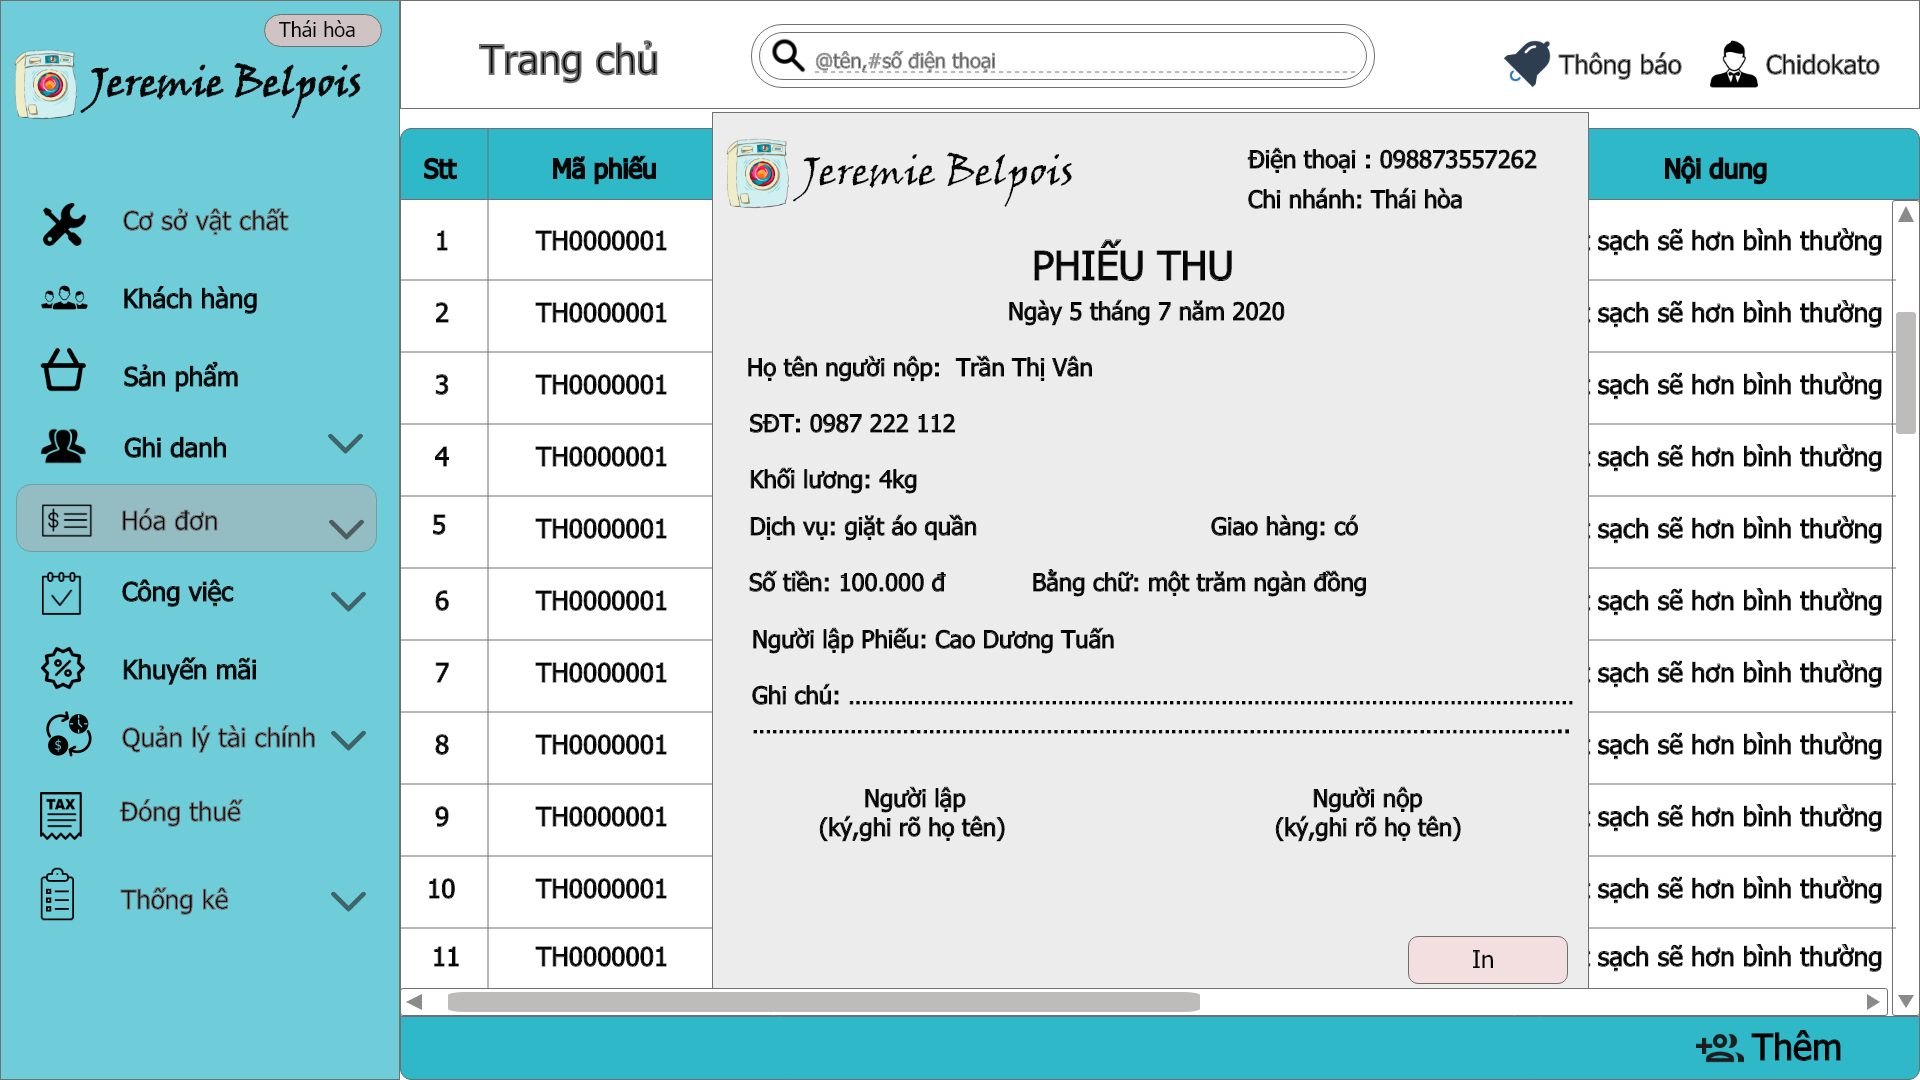 Thái hòa
Jeremie Belpois
Cơ sở vật chất
Khách hàng
Sản phẩm
Ghi danh
Hóa đơn
Công việc
Khuyến mãi
Quản lý tài chính
TAX
Đóng thuế
Thống kê
Trang chủ
@tên,#số điện thoại
Thông báo
Chidokato
Stt
Mã phiếu
Nội dung
1 TH0000001 sạch sẽ hơn bình thường
2 TH0000001 sạch sẽ hơn bình thường
3 TH0000001 sạch sẽ hơn bình thường
4 TH0000001 sạch sẽ hơn bình thường
5 TH0000001 sạch sẽ hơn bình thường
6 TH0000001 sạch sẽ hơn bình thường
7 TH0000001 sạch sẽ hơn bình thường
8 TH0000001 sạch sẽ hơn bình thường
9 TH0000001 sạch sẽ hơn bình thường
10 TH0000001 sạch sẽ hơn bình thường
11 TH0000001 sạch sẽ hơn bình thường
Jeremie Belpois
Điện thoại : 098873557262
Chi nhánh: Thái hòa
PHIẾU THU
Ngày 5 tháng 7 năm 2020
Họ tên người nộp: Trần Thị Vân
SĐT: 0987 222 112
Khối lương: 4kg
Dịch vụ: giặt áo quần Giao hàng: có
Số tiền: 100.000 đ Bằng chữ: một trăm ngàn đồng
Người lập Phiếu: Cao Dương Tuấn
Ghi chú:
Người lập Người nộp
(ký,ghi rõ họ tên) (ký,ghi rõ họ tên)
In
Thêm